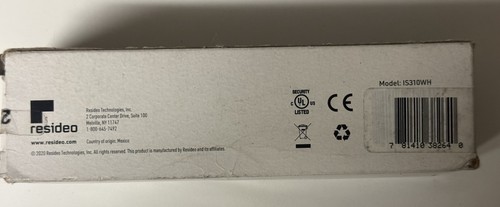 resideo
www.resideo.com
Resideo Technologies, Inc.
2 Corporate Center Drive, Suite 100
Melville, NY 11747
1-800-645-7492
Country of origin: Mexico
© 2020 Resideo Technologies, Inc. All rights reserved. This product is manufactured by Resideo and its affiliates.
SECURITY
C UL US
LISTED
CE
Model: IS310WH
7 81410 38264 0